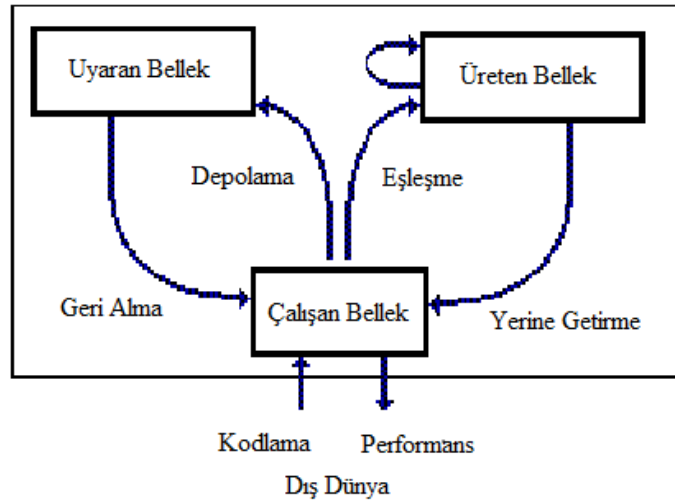 Uyaran Bellek
Üreten Bellek
Depolama
Eşleşme
Geri Alma
Çalışan Bellek
Yerine Getirme
Kodlama
Performans
Dış Dünya